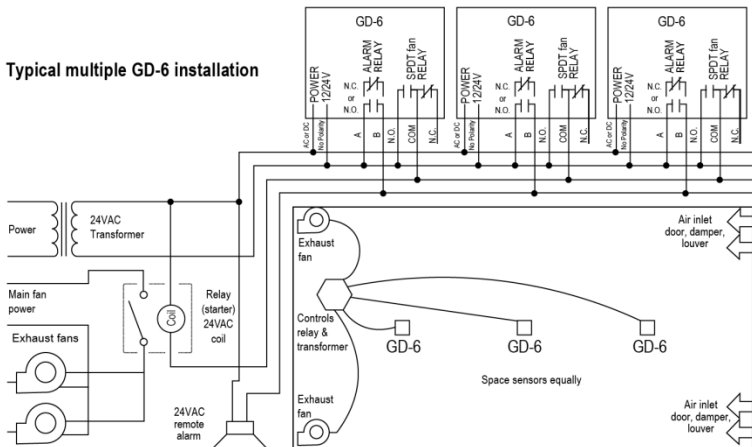 Typical multiple GD-6 installation
GD-6
POWER
12/24V
ALARM
RELAY
SPDT fan
RELAY
N.C.
or
N.O.
AC or DC
No Polarity
A
B
N.O.
COM
N.C.
GD-6
POWER
12/24V
ALARM
RELAY
SPDT fan
RELAY
N.C.
or
N.O.
AC or DC
No Polarity
A
B
N.O.
COM
N.C.
GD-6
POWER
12/24V
ALARM
RELAY
SPDT fan
RELAY
N.C.
or
N.O.
AC or DC
No Polarity
A
B
N.O.
COM
N.C.
Power
24VAC
Transformer
Main fan
power
Coil
Relay
(starter)
24VAC
coil
Exhaust fans
24VAC
remote
alarm
Exhaust
fan
Controls
relay &
transformer
GD-6
GD-6
GD-6
Space sensors equally
Exhaust
fan
Air inlet
door, damper,
louver
Air inlet
door, damper,
louver